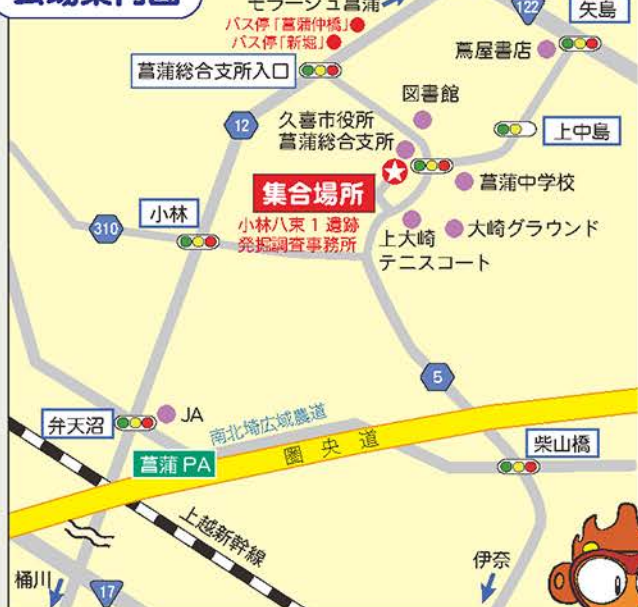 会場案内図
モラージュ菖蒲
バス停「菖蒲仲橋」
バス停「新堀」
122
矢島
蔦屋書店
菖蒲総合支所入口
図書館
12
久喜市役所
菖蒲総合支所
上中島
集合場所
菖蒲中学校
小林
310
小林八束1遺跡
発掘調査事務所
上大崎
テニスコート
大崎グラウンド
5
弁天沼
JA
南北埼広域農道
菖蒲PA
圏央道
柴山橋
上越新幹線
桶川
17
伊奈